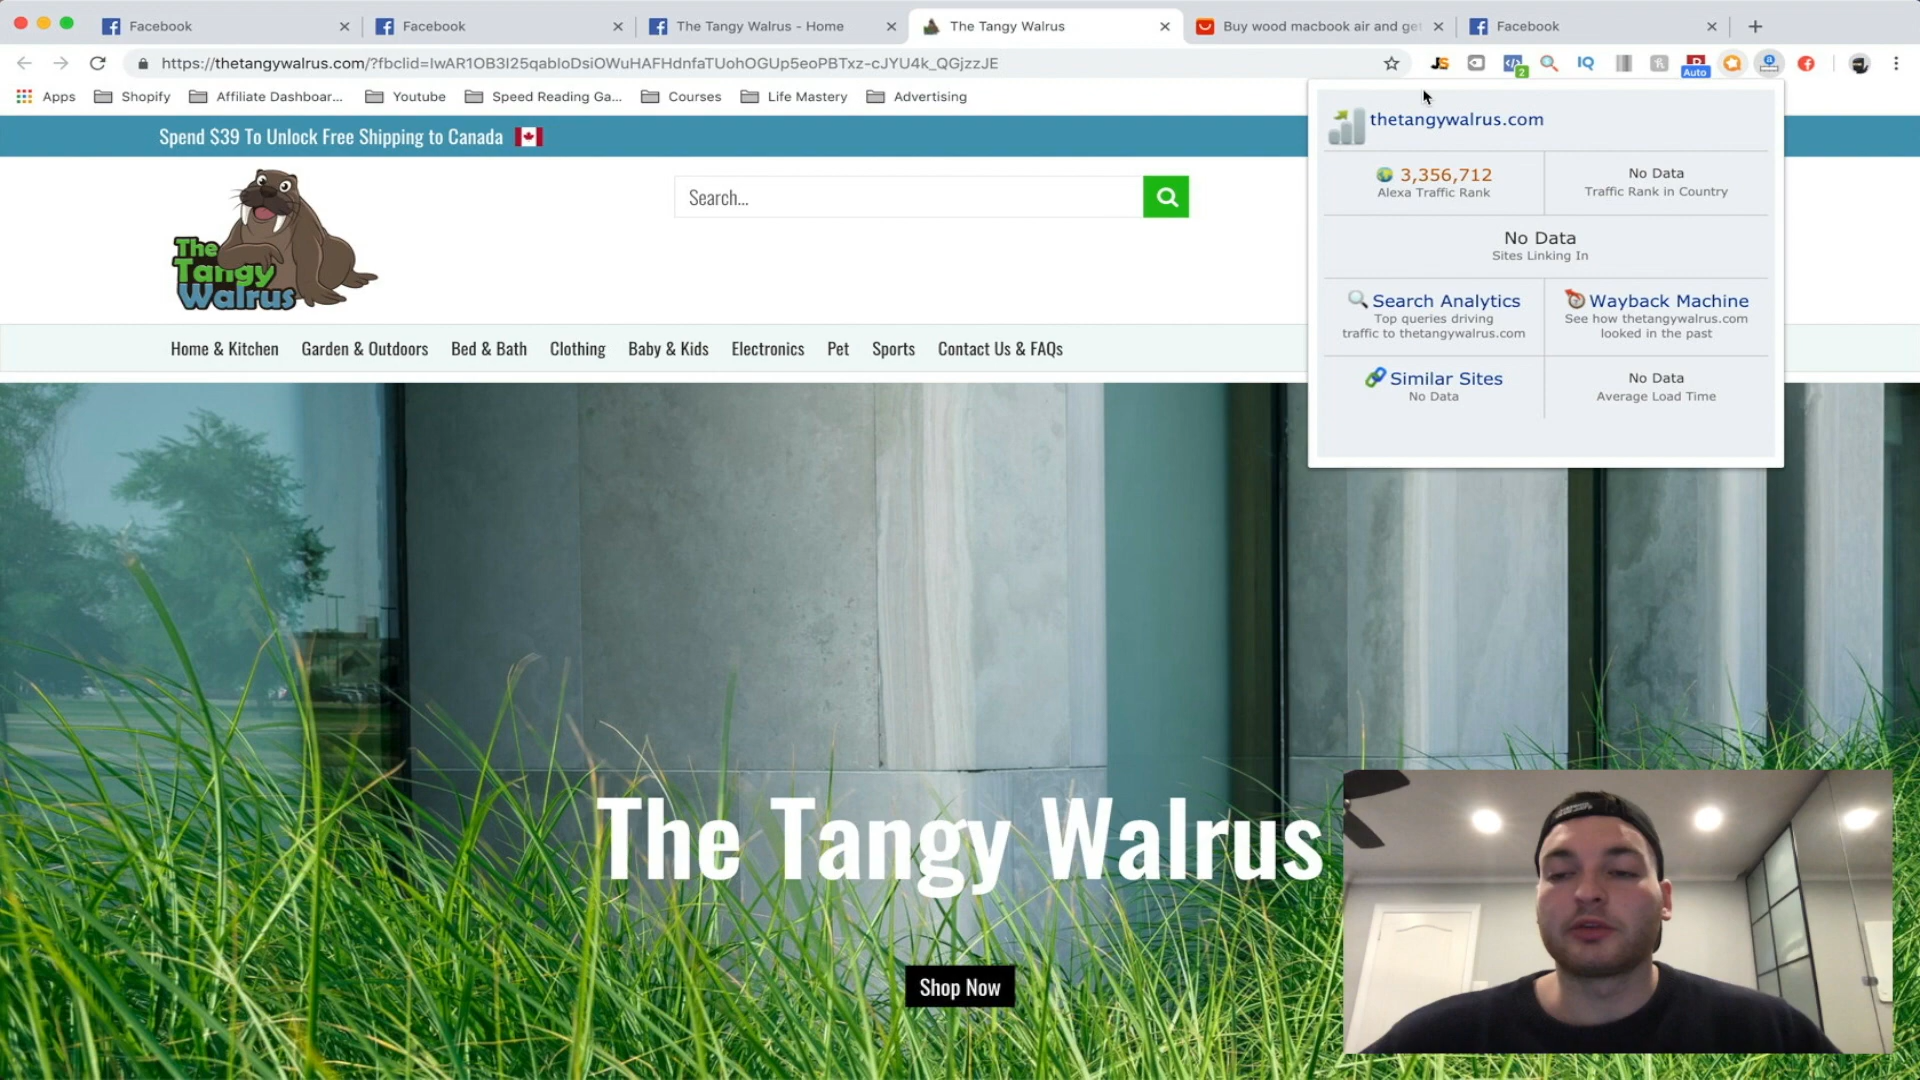 Facebook
Facebook
The Tangy Walrus - Home
The Tangy Walrus
Buy wood macbook air and get
Facebook
https://thetangywalrus.com/?fbclid=IwAR1OB3I25qabloDsiOWuHAFHdnfaTUohOGUp5eoPBTxz-cJYU4k_QGjzzJE
JS
2
IQ
Auto
Apps
Shopify
Affiliate Dashboar...
Youtube
Speed Reading Ga...
Courses
Life Mastery
Advertising
Spend $39 To Unlock Free Shipping to Canada
The
Tangy
Walrus
Search...
Home & Kitchen
Garden & Outdoors
Bed & Bath
Clothing
Baby & Kids
Electronics
Pet
Sports
Contact Us & FAQs
thetangywalrus.com
3,356,712
Alexa Traffic Rank
No Data
Traffic Rank in Country
No Data
Sites Linking In
Search Analytics
Top queries driving
traffic to thetangywalrus.com
Wayback Machine
See how thetangywalrus.com
looked in the past
Similar Sites
No Data
No Data
Average Load Time
The Tangy Walrus
Shop Now